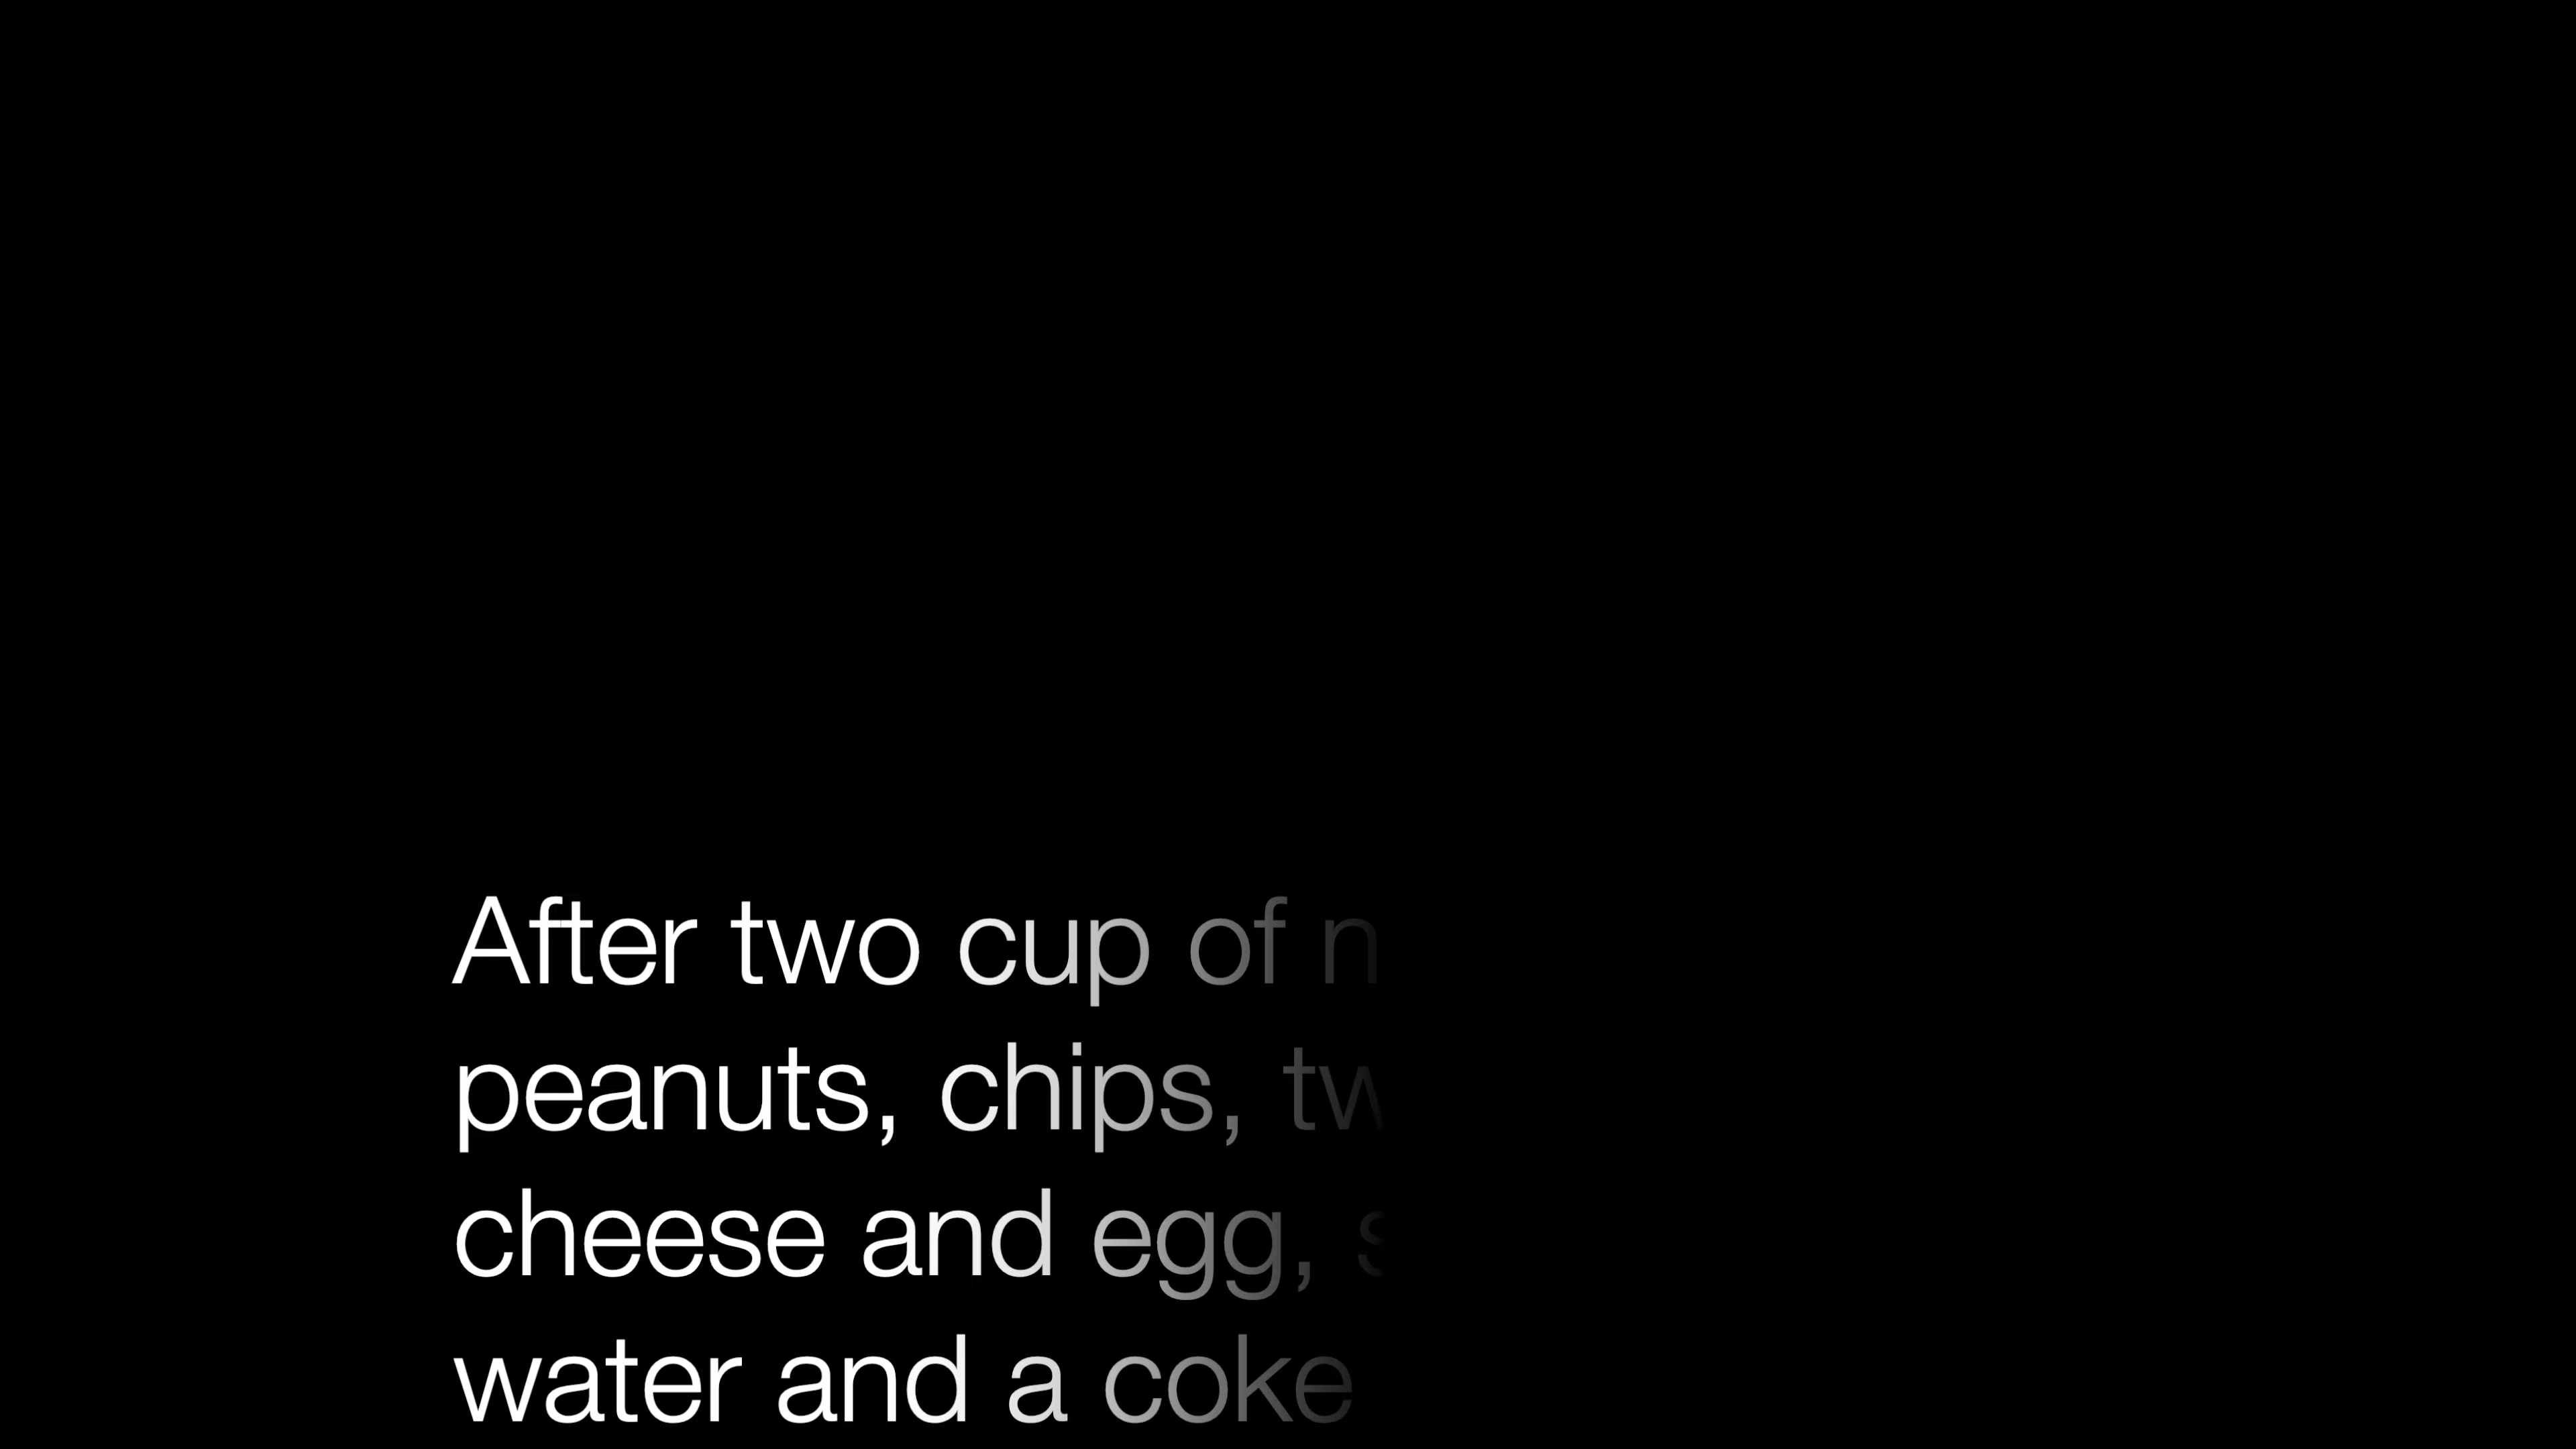 After two cup of
peanuts, chips,
cheese and egg,
water and a coke